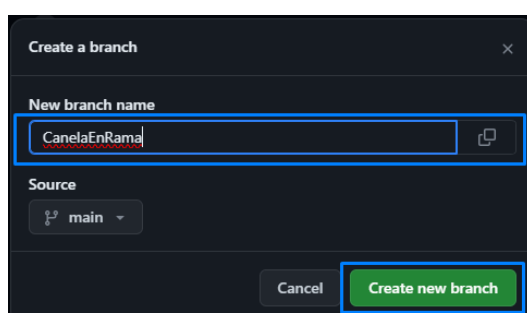 Create a branch
New branch name
CanelaEnRama
Source
main
Cancel
Create new branch